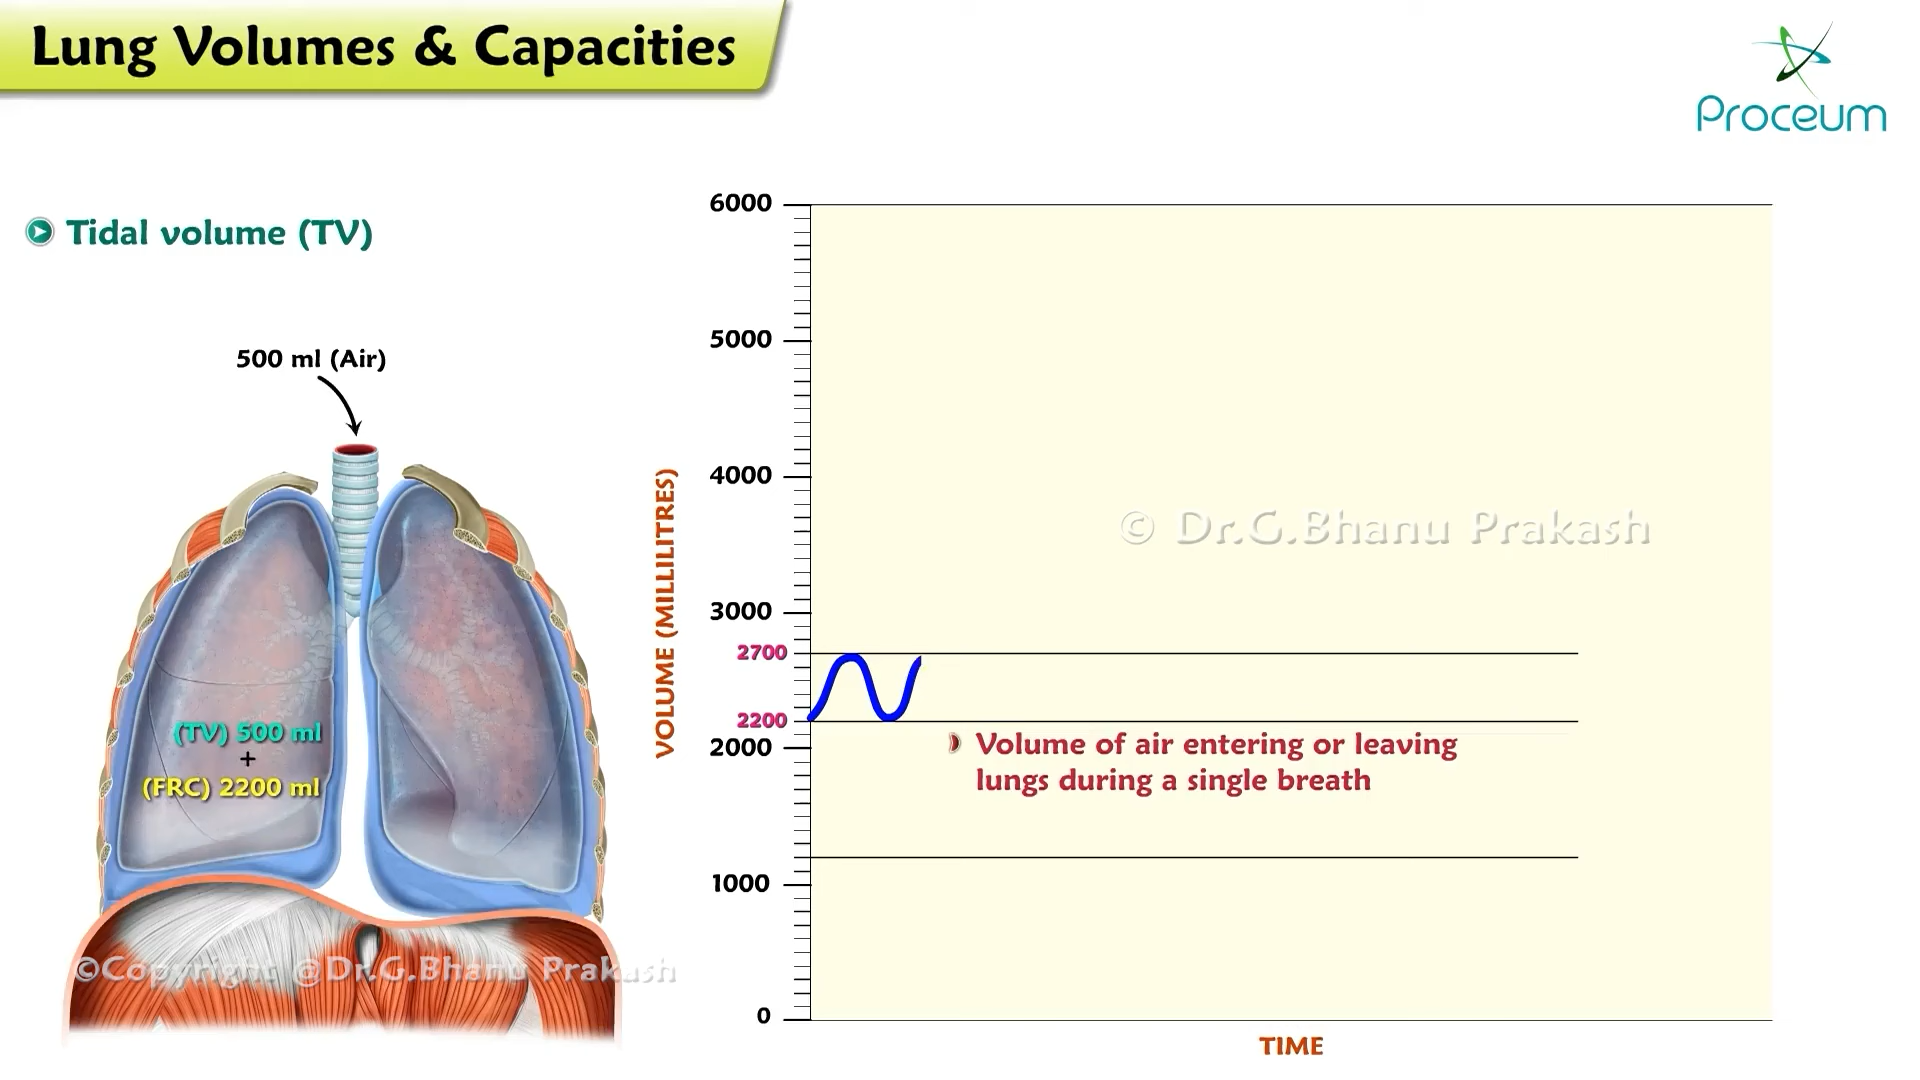 Lung Volumes & Capacities
Proceum
Tidal volume (TV)
500 ml (Air)
(TV) 500 ml
+
(FRC) 2200 ml
©Copyright @Dr.G.Bhanu Prakash
VOLUME (MILLILITRES)
6000
5000
4000
3000
2700
2200
2000
1000
0
© Dr.G.Bhanu Prakash
Volume of air entering or leaving
lungs during a single breath
TIME